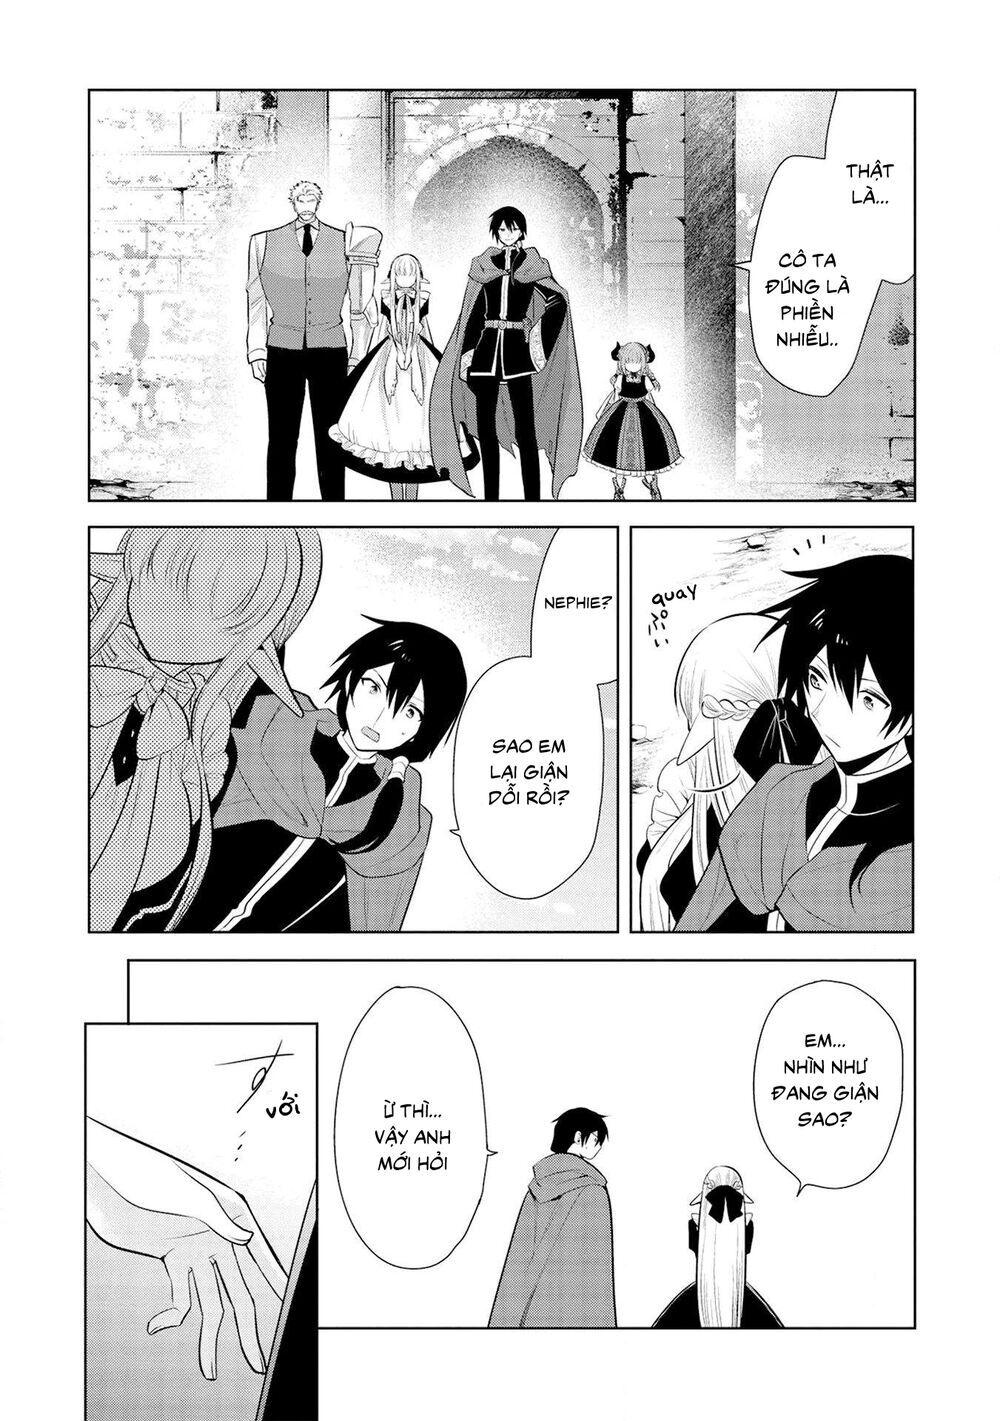 THẬT
LÀ...
CÔ TA
ĐÚNG LÀ
PHIỀN
NHIỄU..
quay
NEPHIE?
SAO EM
LẠI GIẬN
DỖI RỒI?
EM...
NHÌN NHƯ
ĐANG GIẬN
SAO?
Ừ THÌ...
VẬY ANH
MỚI HỎI
với